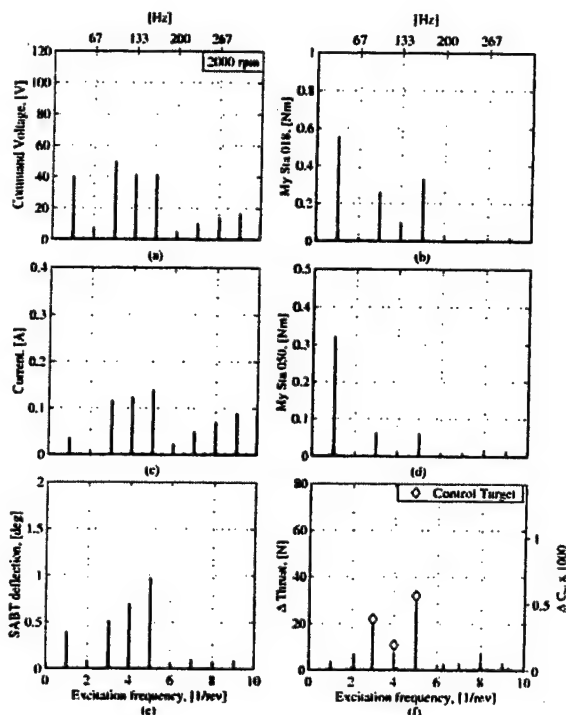 [Hz] [Hz]
67 133 200 267 67 133 200 267
120
100
80
60
40
20
0
Command Voltage, [V]
2000 rpm
(a)
1
0.8
0.6
0.4
0.2
0
My Sta 018, [Nm]
(b)
0.4
0.3
0.2
0.1
0
Current, [A]
(c)
0.5
0.4
0.3
0.2
0.1
0
My Sta 050, [Nm]
(d)
2
1.5
1
0.5
0
SABT deflection, [deg]
0 2 4 6 8 10
Excitation frequency, [1/rev]
(e)
80
60
40
20
0
Δ Thrust, [N]
Control Target
1
0.5
0
x 1000
0 2 4 6 8 10
Excitation frequency, [1/rev]
(f)